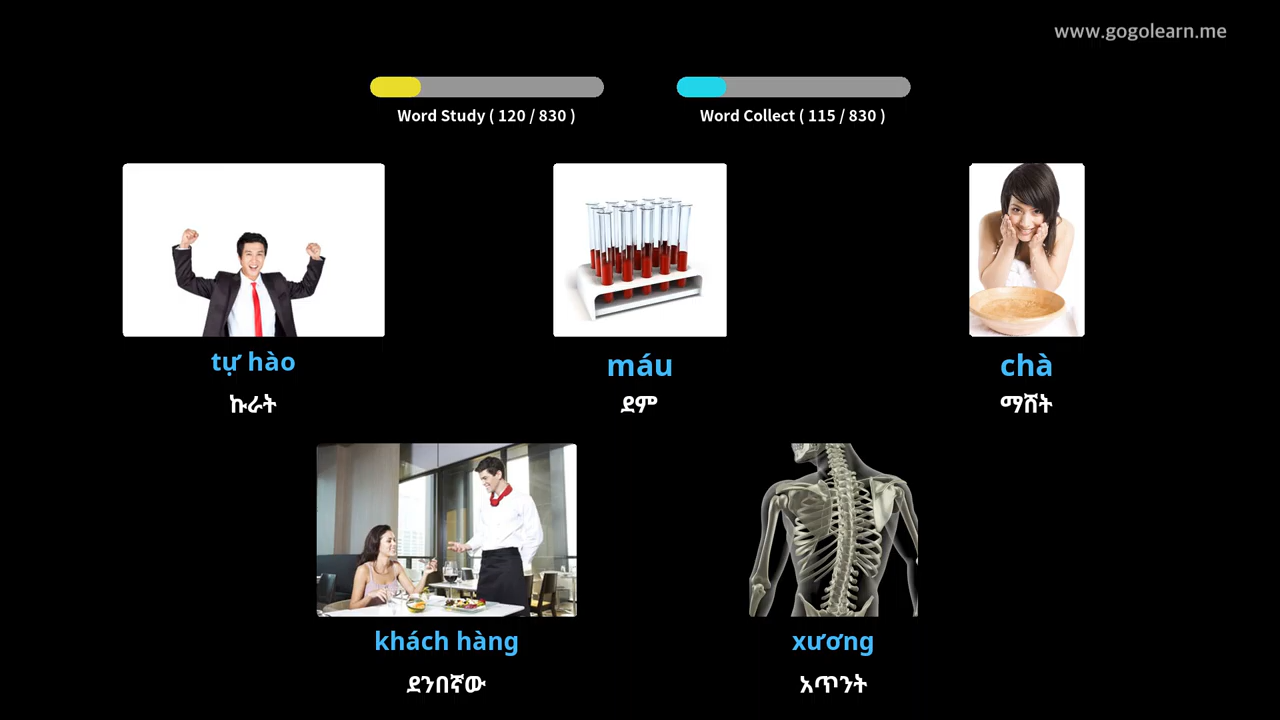 www.gogolearn.me
Word Study ( 120 / 830 )
Word Collect ( 115 / 830 )
tự hào
ኩራት
máu
ደም
chà
ማሸት
khách hàng
ደንበኛው
xương
አጥንት